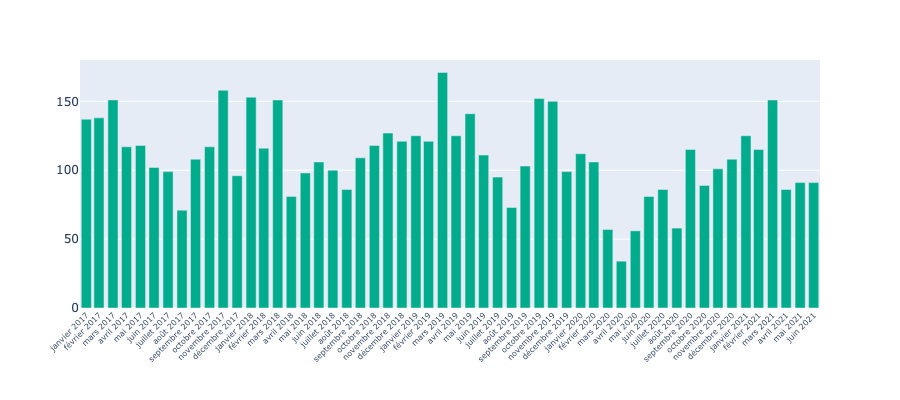 150
100
50
0
janvier 2017
février 2017
mars 2017
avril 2017
mai 2017
juin 2017
juillet 2017
août 2017
septembre 2017
octobre 2017
novembre 2017
décembre 2017
janvier 2018
février 2018
mars 2018
avril 2018
mai 2018
juin 2018
juillet 2018
août 2018
septembre 2018
octobre 2018
novembre 2018
décembre 2018
janvier 2019
février 2019
mars 2019
avril 2019
mai 2019
juin 2019
juillet 2019
août 2019
septembre 2019
octobre 2019
novembre 2019
décembre 2019
janvier 2020
février 2020
mars 2020
avril 2020
mai 2020
juin 2020
juillet 2020
août 2020
septembre 2020
octobre 2020
novembre 2020
décembre 2020
janvier 2021
février 2021
mars 2021
avril 2021
mai 2021
juin 2021